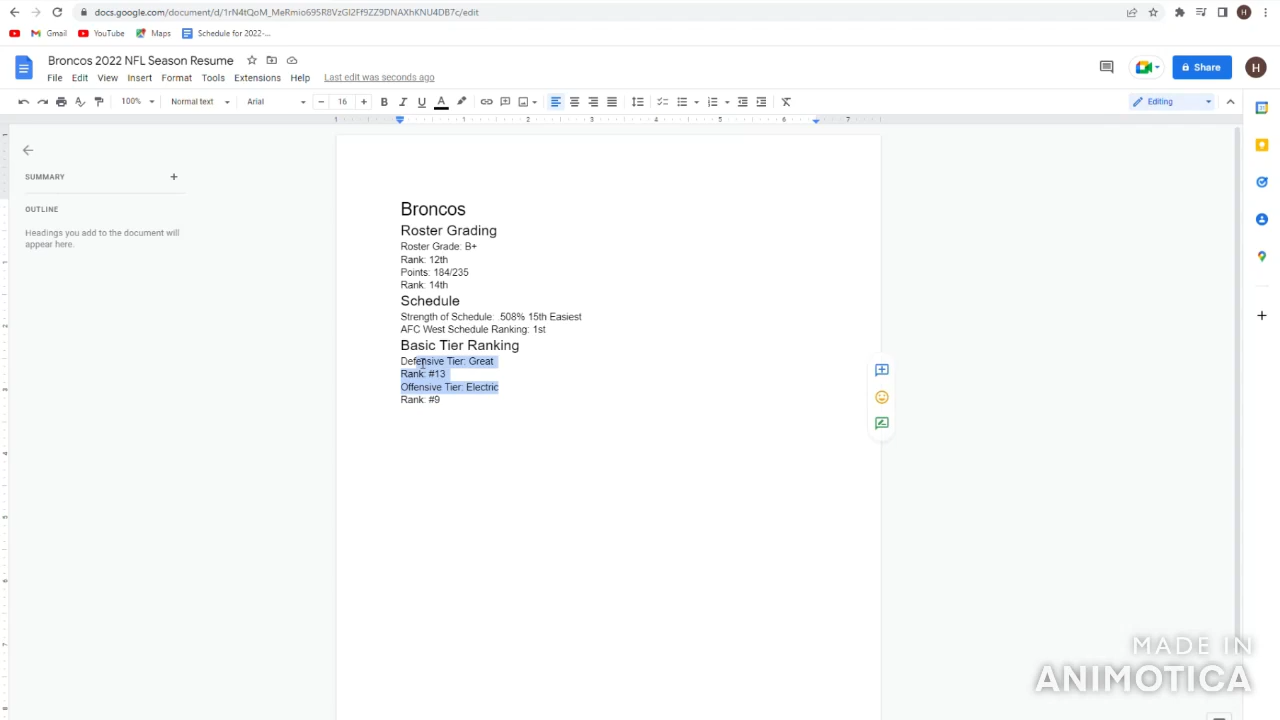 docs.google.com/document/d/1rN4tQoM_MeRmio695R8VzGl2Ff9ZZ9DNAXhKNU4DB7c/edit
Gmail
YouTube
Maps
Schedule for 2022-...
Broncos 2022 NFL Season Resume
File Edit View Insert Format Tools Extensions Help Last edit was seconds ago
Share
H
100% Normal text Arial 16 Editing
SUMMARY
OUTLINE
Headings you add to the document will
appear here.
Broncos
Roster Grading
Roster Grade: B+
Rank: 12th
Points: 184/235
Rank: 14th
Schedule
Strength of Schedule: .508% 15th Easiest
AFC West Schedule Ranking: 1st
Basic Tier Ranking
Defensive Tier: Great
Rank: #13
Offensive Tier: Electric
Rank: #9
MADE IN
ANIMOTICA